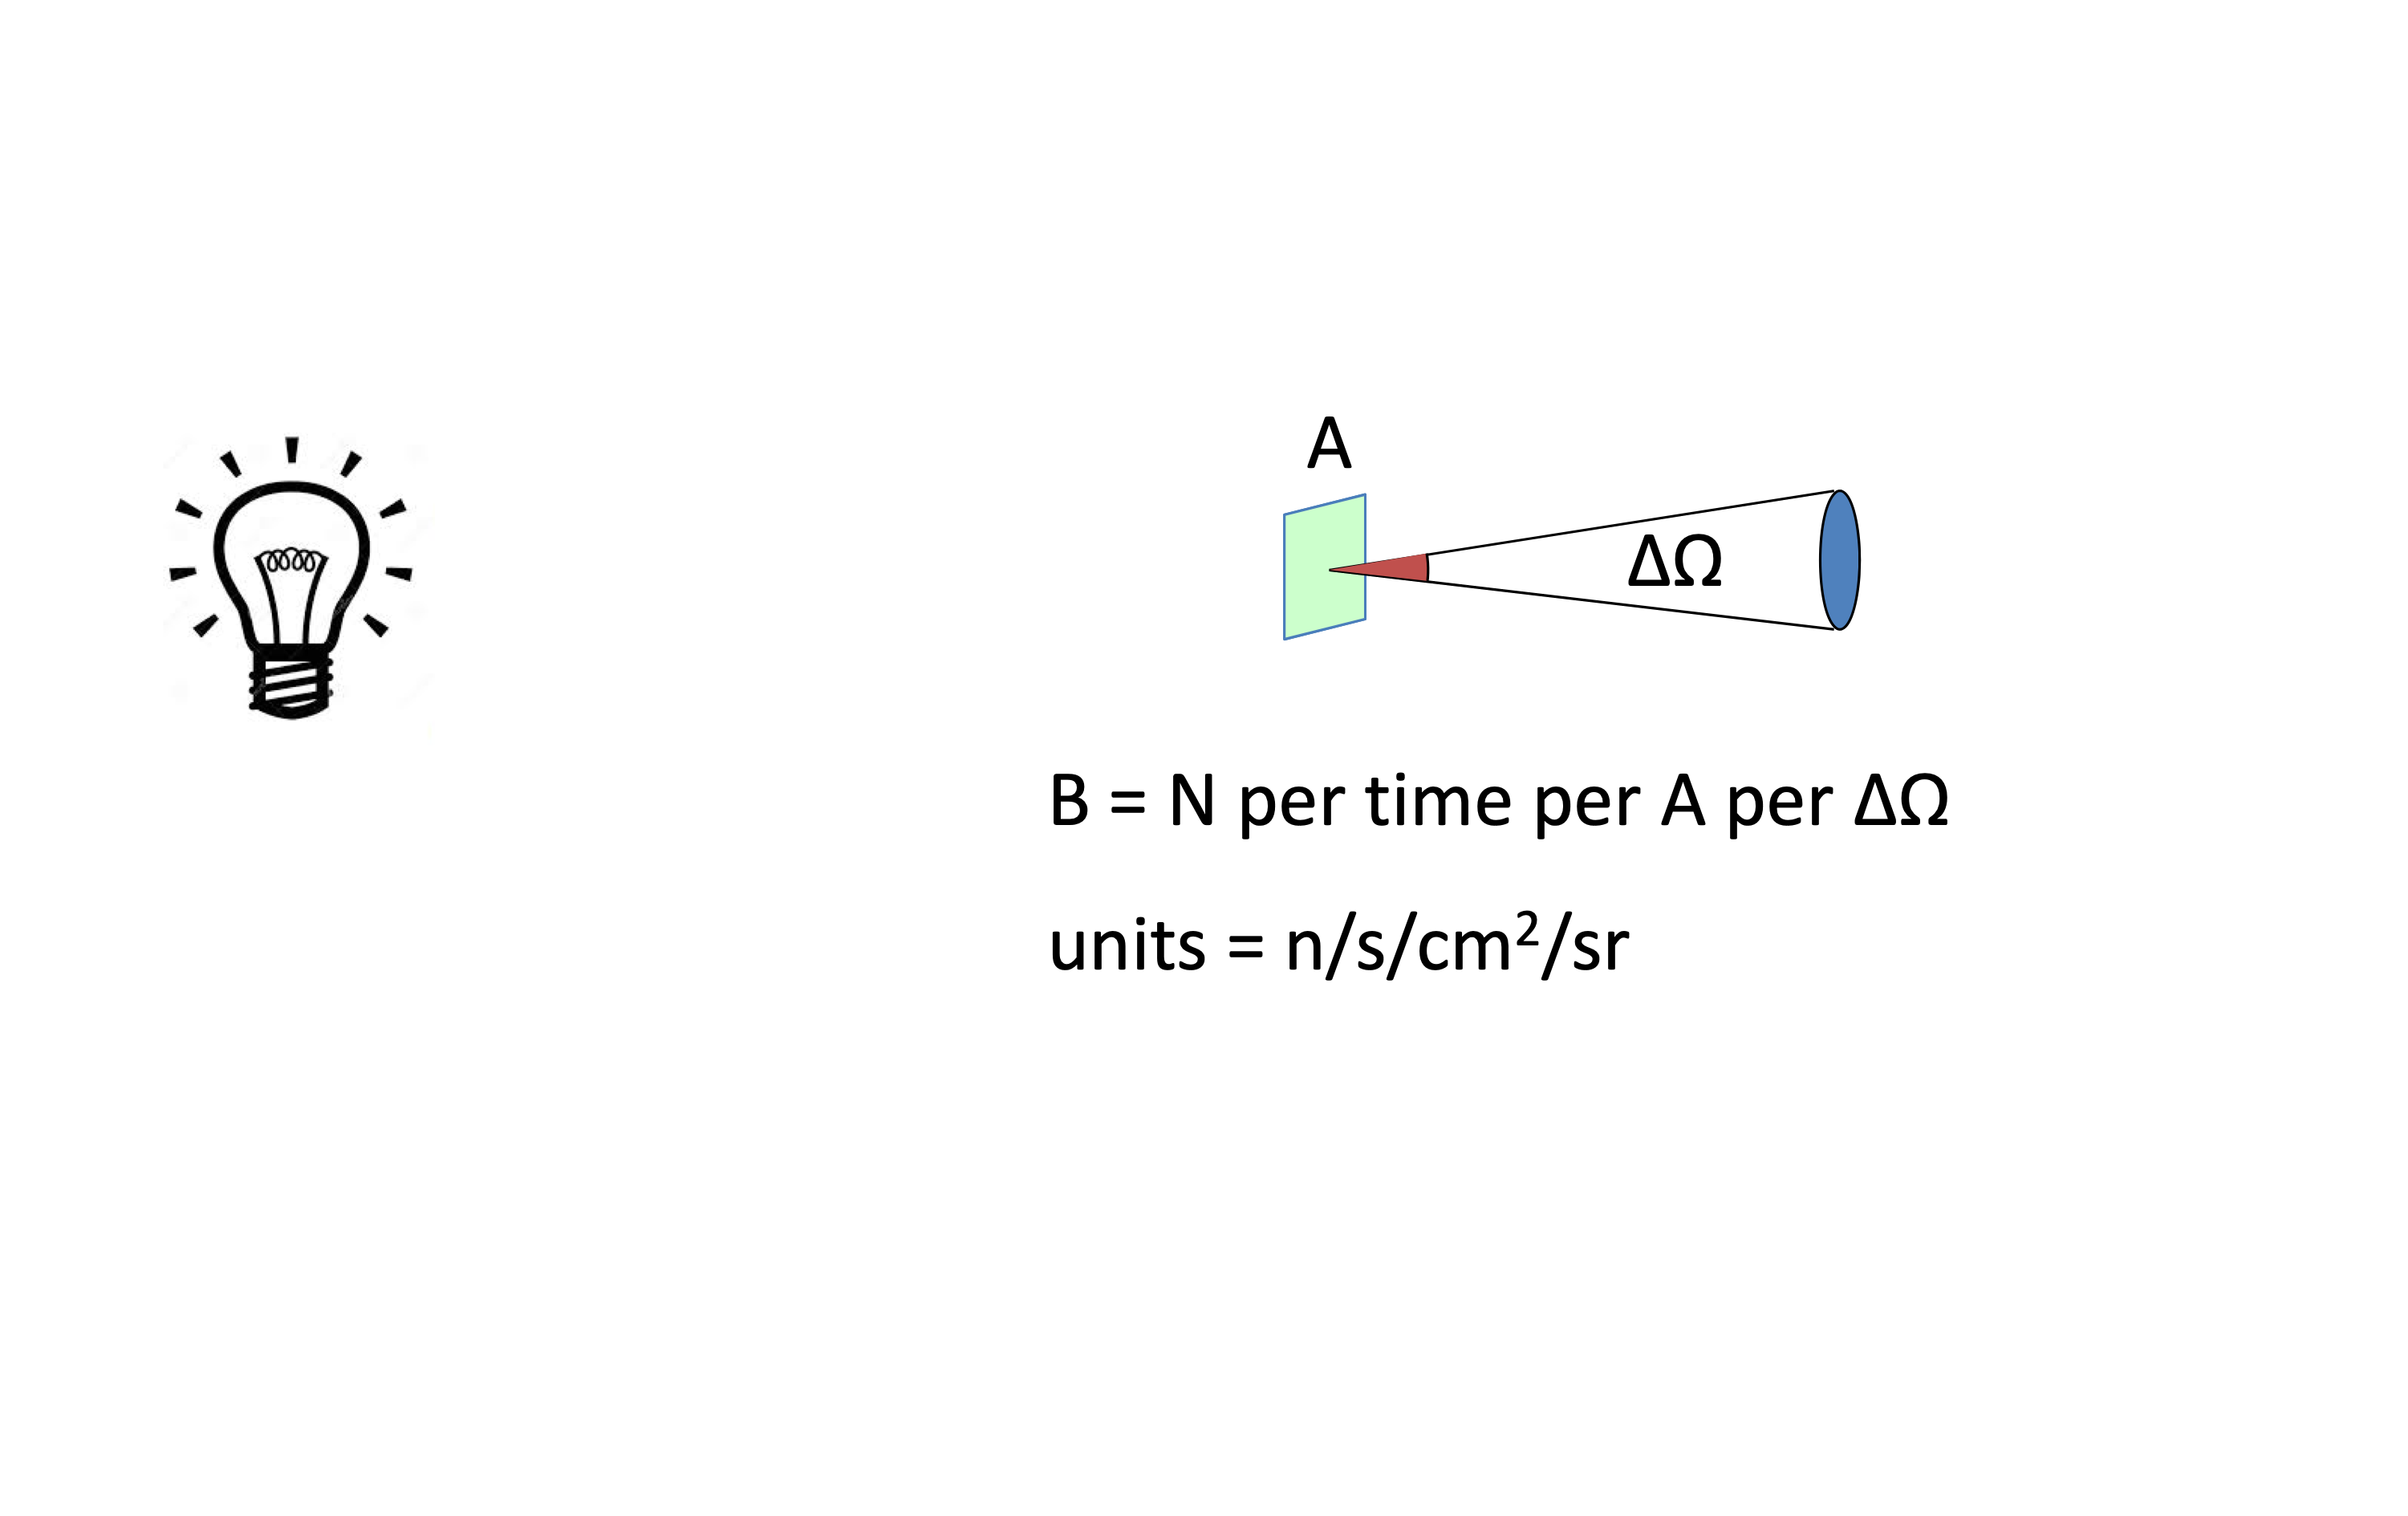 A
ΔΩ
B = N per time per A per ΔΩ
units = n/s/cm²/sr